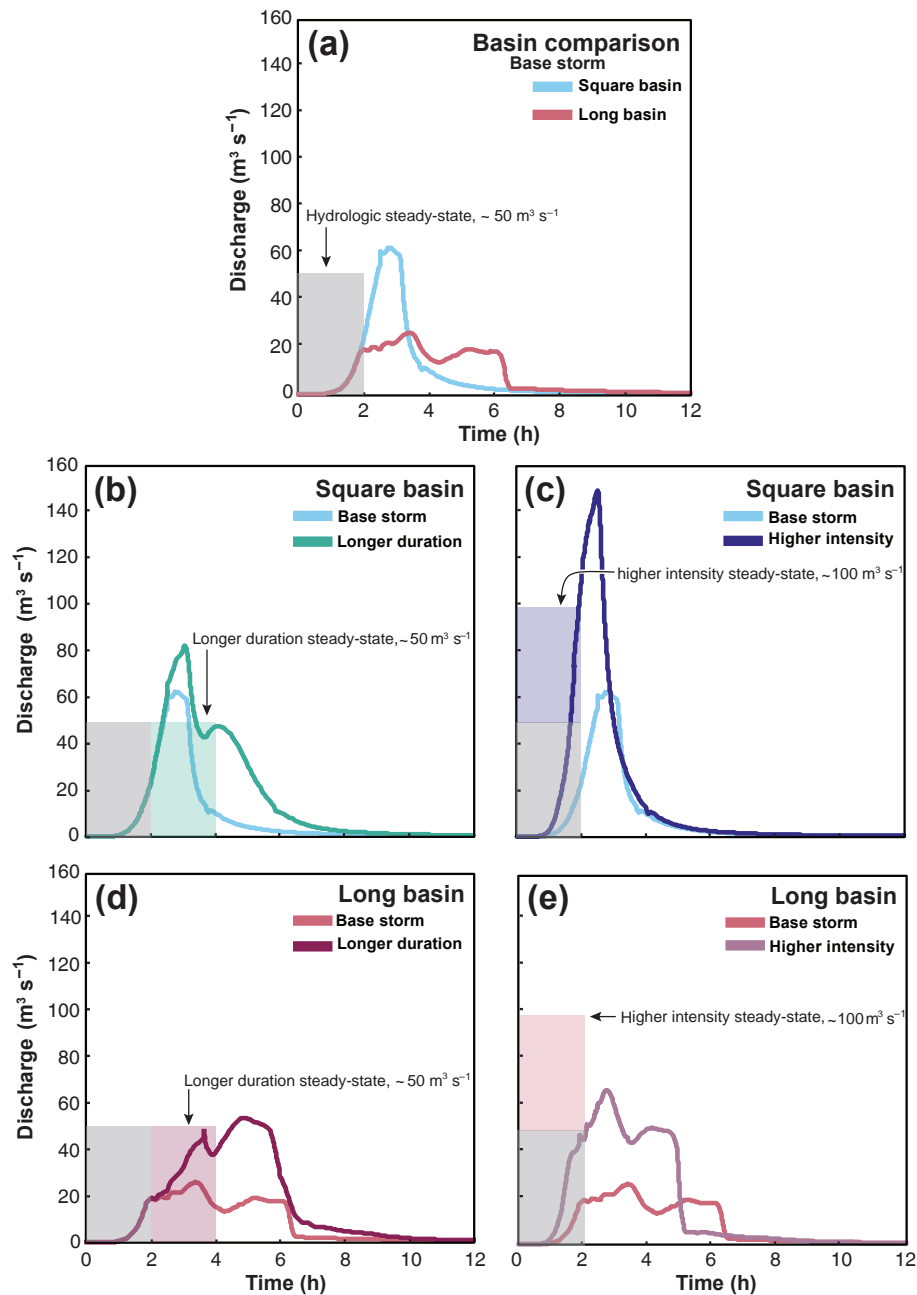 (a)
Basin comparison
Base storm
Square basin
Long basin
Hydrologic steady-state, ~ 50 m³ s⁻¹
Discharge (m³ s⁻¹)
160
140
120
100
80
60
40
20
0
0 2 4 6 8 10 12
Time (h)
(b)
Square basin
Base storm
Longer duration
Longer duration steady-state, ~50 m³ s⁻¹
Discharge (m³ s⁻¹)
160
140
120
100
80
60
40
20
0
(c)
Square basin
Base storm
Higher intensity
higher intensity steady-state, ~100 m³ s⁻¹
(d)
Long basin
Base storm
Longer duration
Longer duration steady-state, ~50 m³ s⁻¹
Discharge (m³ s⁻¹)
160
140
120
100
80
60
40
20
0
0 2 4 6 8 10 12
Time (h)
(e)
Long basin
Base storm
Higher intensity
Higher intensity steady-state, ~100 m³ s⁻¹
0 2 4 6 8 10 12
Time (h)